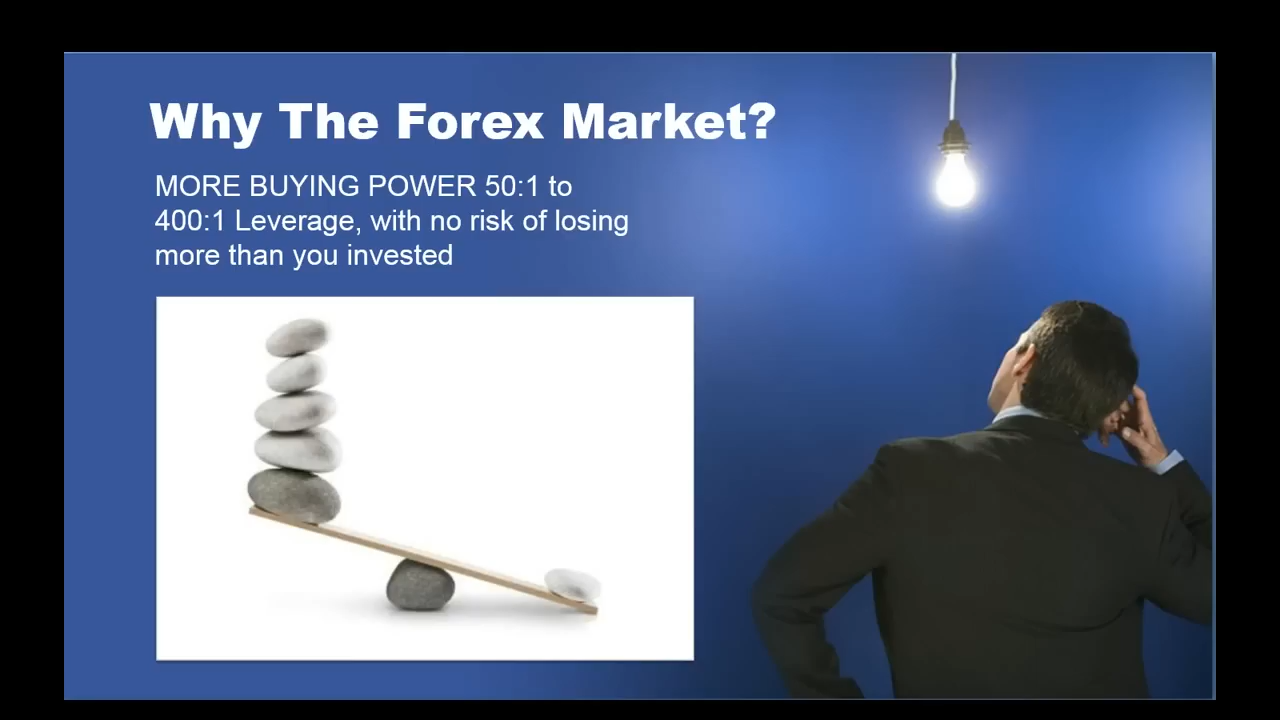 Why The Forex Market?
MORE BUYING POWER 50:1 to
400:1 Leverage, with no risk of losing
more than you invested